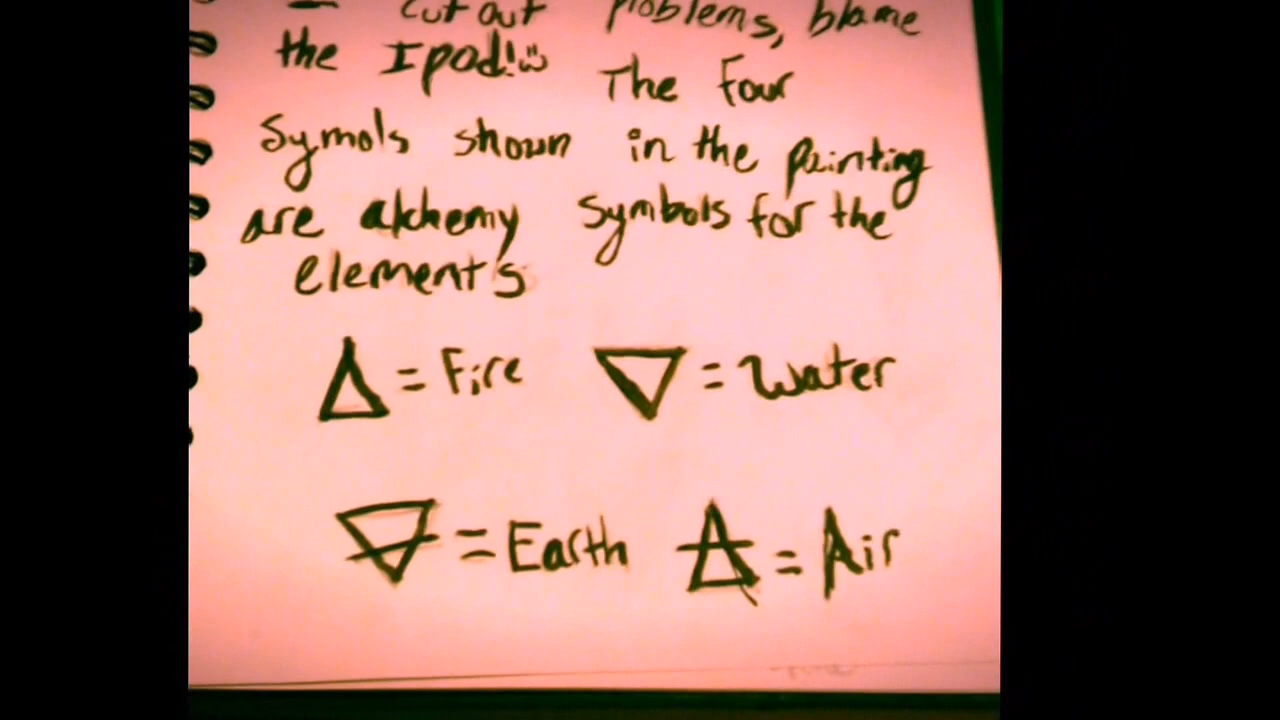 cut out problems, blame
the Ipod!
The four
symols shown in the painting
are alchemy symbols for the
elements
= Fire = Water
= Earth = Air